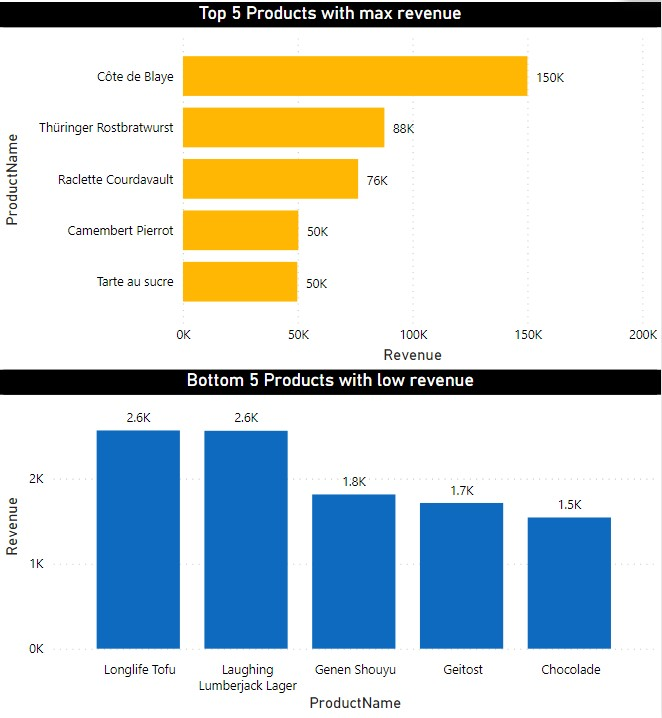 Top 5 Products with max revenue
ProductName
Côte de Blaye
150K
Thüringer Rostbratwurst
88K
Raclette Courdavault
76K
Camembert Pierrot
50K
Tarte au sucre
50K
0K 50K 100K 150K 200K
Revenue
Bottom 5 Products with low revenue
Revenue
2K
1K
0K
2.6K 2.6K 1.8K 1.7K 1.5K
Longlife Tofu
Laughing
Lumberjack Lager
Genen Shouyu
Geitost
Chocolade
ProductName